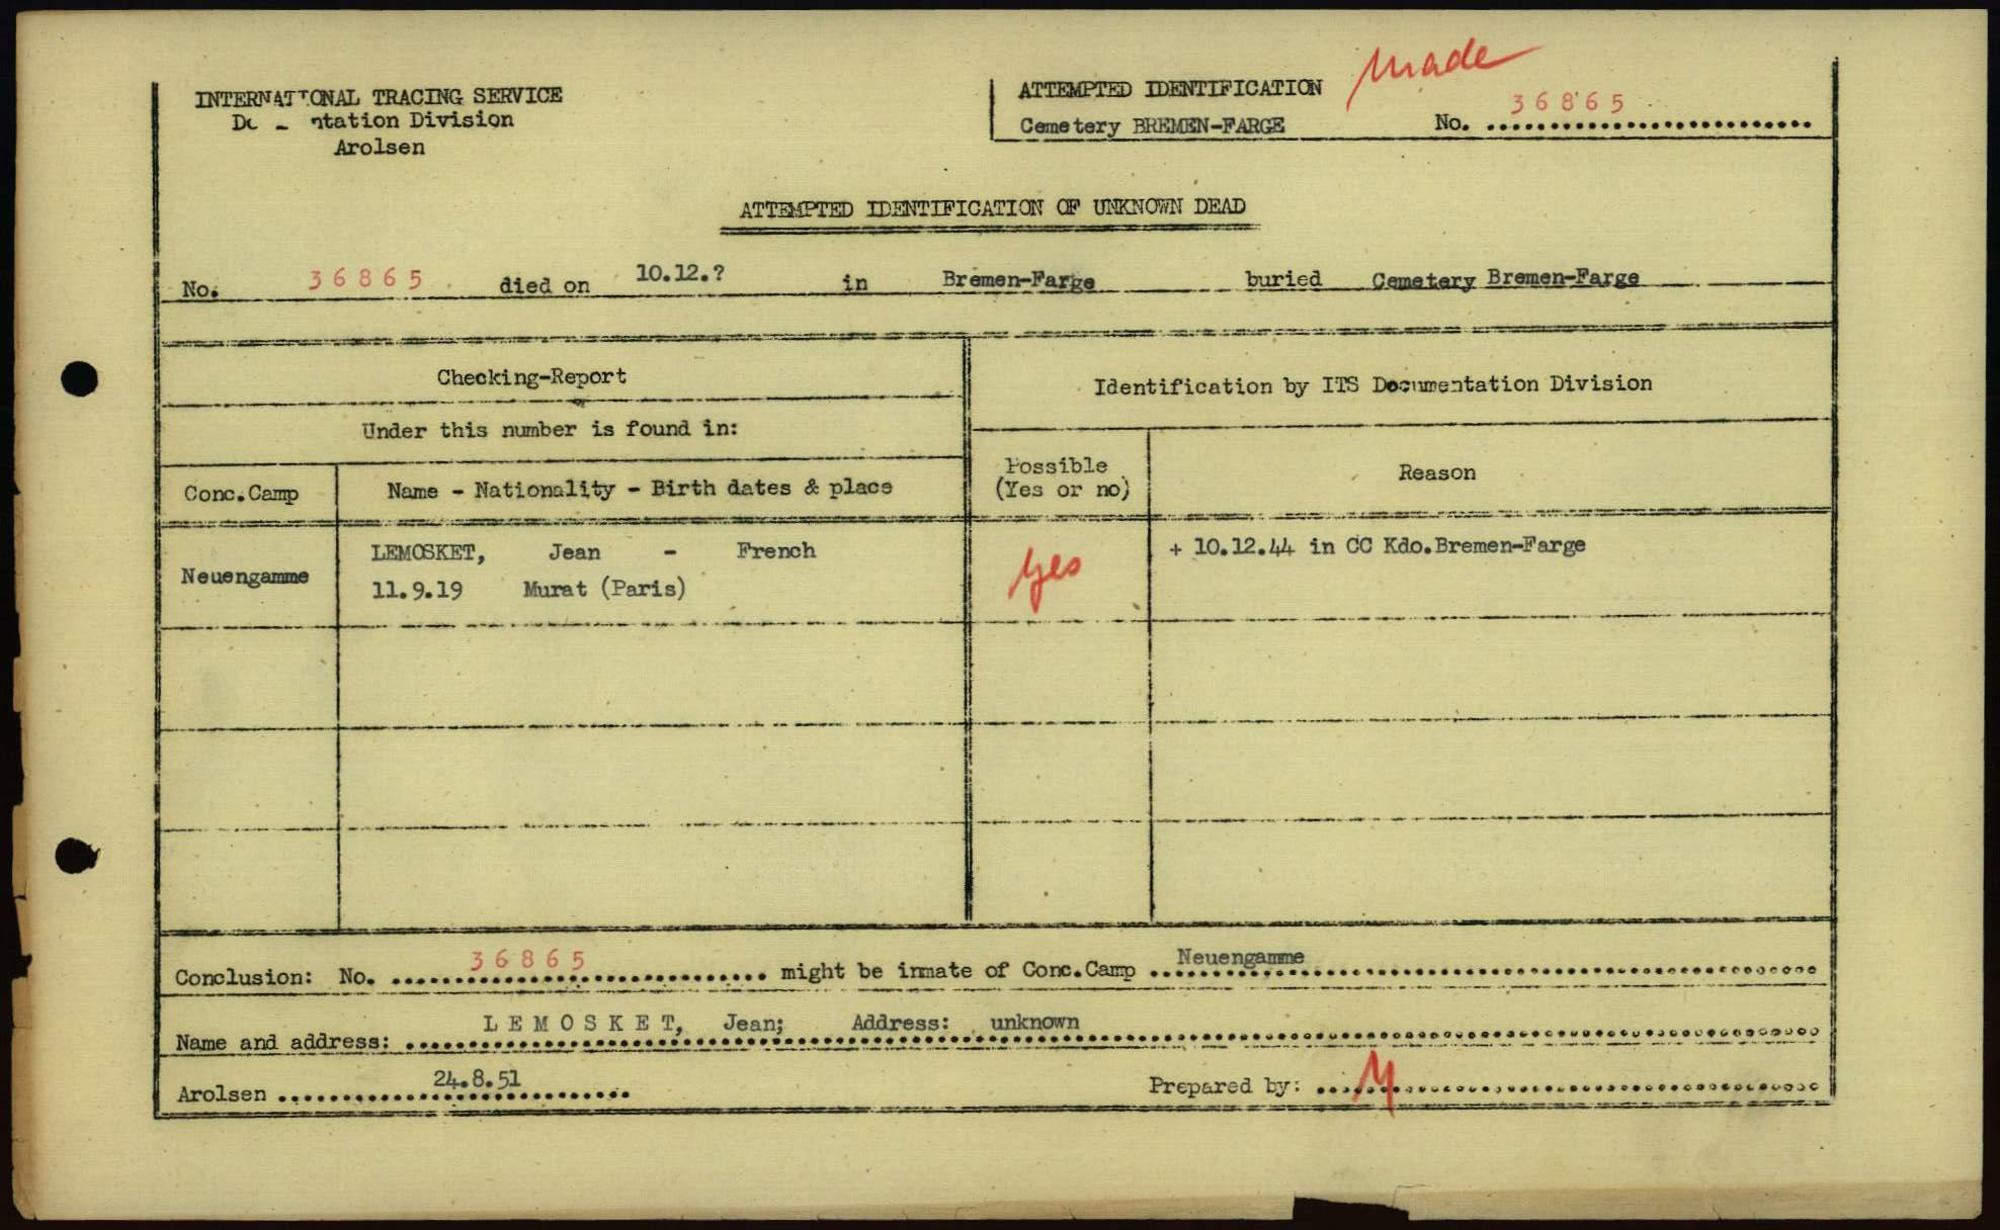 INTERNATIONAL TRACING SERVICE
Documentation Division
Arolsen
ATTEMPTED IDENTIFICATION made
Cemetery BREMEN-FARGE No. 36865
ATTEMPTED IDENTIFICATION OF UNKNOWN DEAD
No. 36865 died on 10.12.? in Bremen-Farge buried Cemetery Bremen-Farge
Checking-Report
Identification by ITS Documentation Division
Under this number is found in:
Conc.Camp
Name - Nationality - Birth dates & place
Possible
(Yes or no)
Reason
Neuengamme
LEMOSKET, Jean - French
11.9.19 Murat (Paris)
yes
+ 10.12.44 in CC Kdo.Bremen-Farge
Conclusion: No. 36865 might be inmate of Conc.Camp Neuengamme
Name and address: LEMOSKET, Jean; Address: unknown
Arolsen 24.8.51 Prepared by: